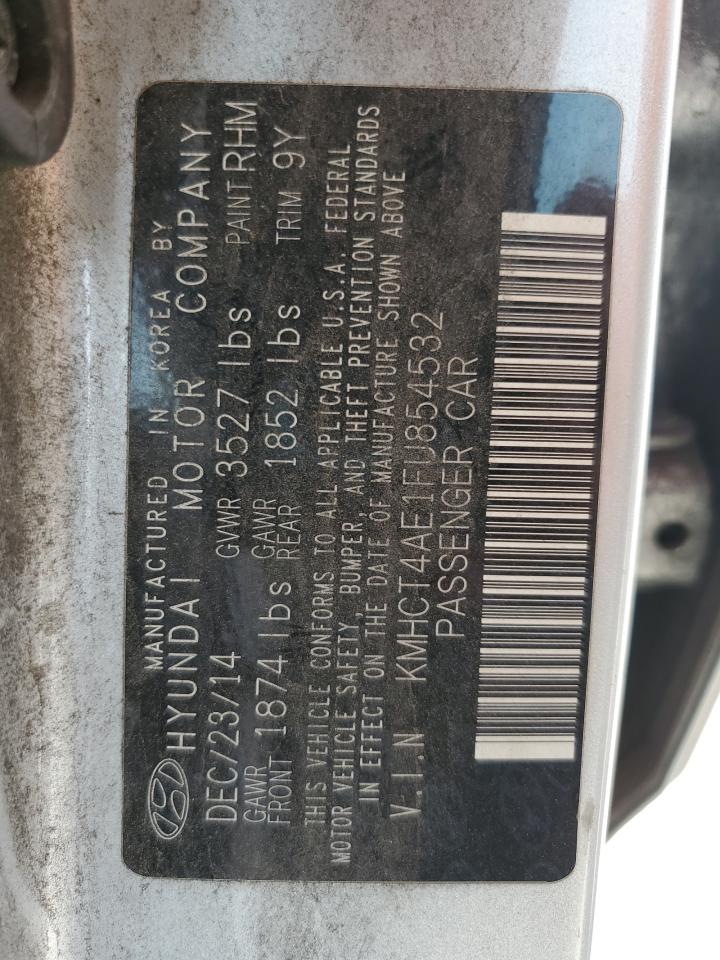 MANUFACTURED IN KOREA BY
HYUNDAI MOTOR COMPANY
DEC/23/14 GVWR 3527 lbs PAINT RHM
GAWR FRONT 1874 lbs GAWR REAR 1852 lbs TRIM 9Y
THIS VEHICLE CONFORMS TO ALL APPLICABLE U.S.A. FEDERAL
MOTOR VEHICLE SAFETY, BUMPER, AND THEFT PREVENTION STANDARDS
IN EFFECT ON THE DATE OF MANUFACTURE SHOWN ABOVE
V.I.N KMHCT4AE1FU854532
PASSENGER CAR